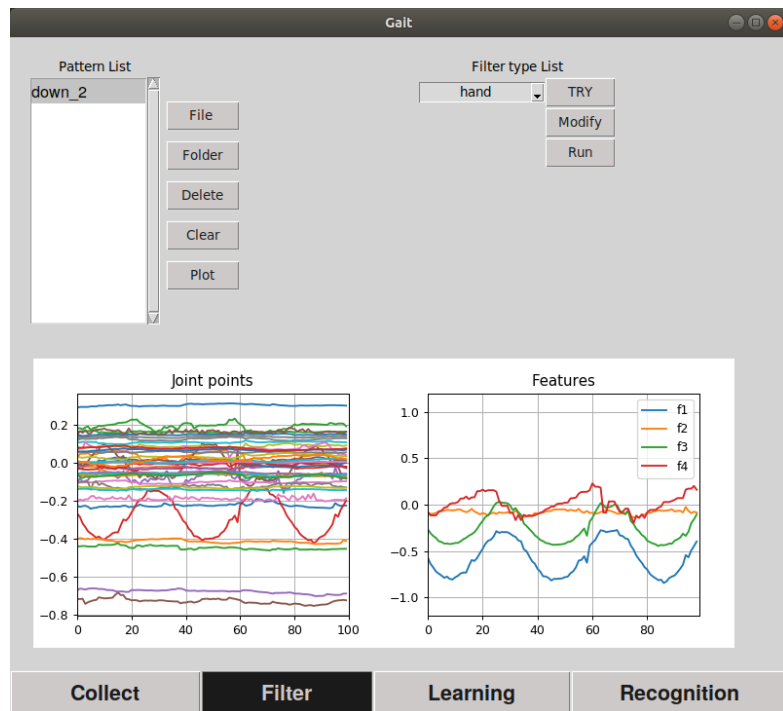 Gait
Pattern List
down_2
File
Folder
Delete
Clear
Plot
Filter type List
hand
TRY
Modify
Run
Joint points
0.2
0.0
−0.2
−0.4
−0.6
−0.8
0 20 40 60 80 100
Features
1.0
0.5
0.0
−0.5
−1.0
0 20 40 60 80
f1
f2
f3
f4
Collect Filter Learning Recognition